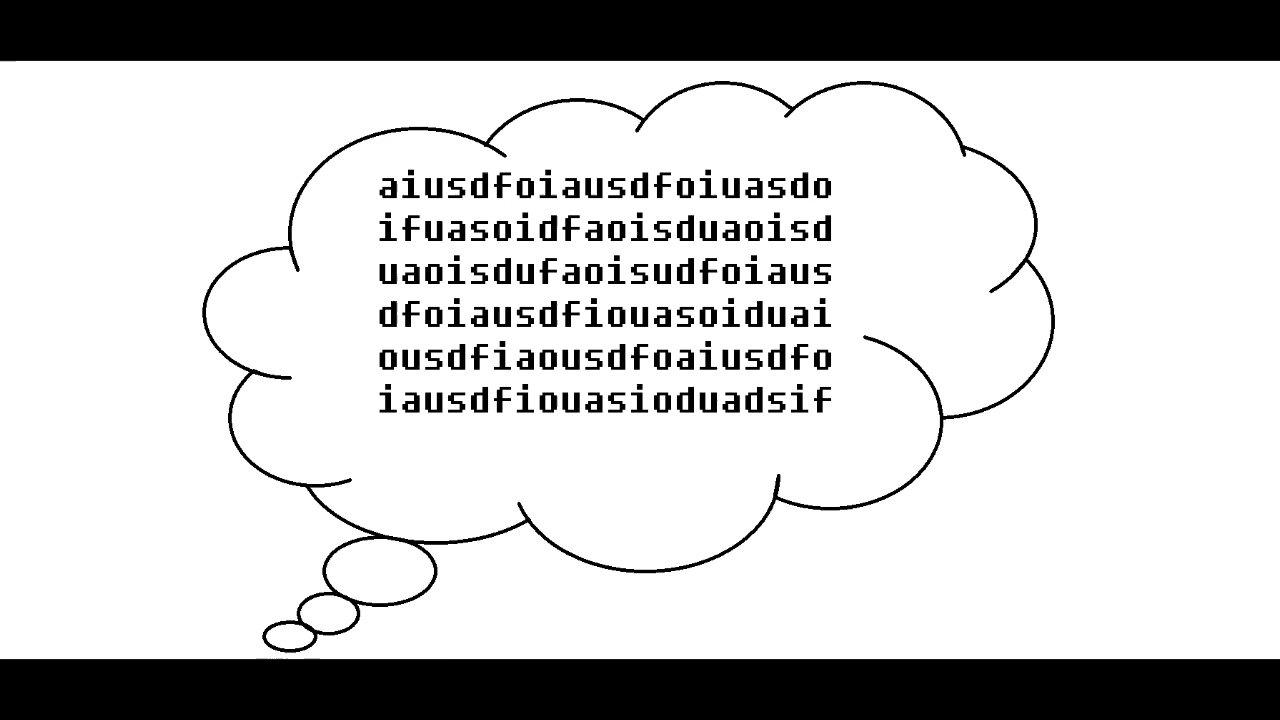 aiusdfoiausdfoiuasdo
ifuasoidfaoisduaoisd
uaoisdufaoisudfoiaus
dfoiausdfiouasoiduai
ousdfiaousdfoaiusdfo
iausdfiouasioduadsif